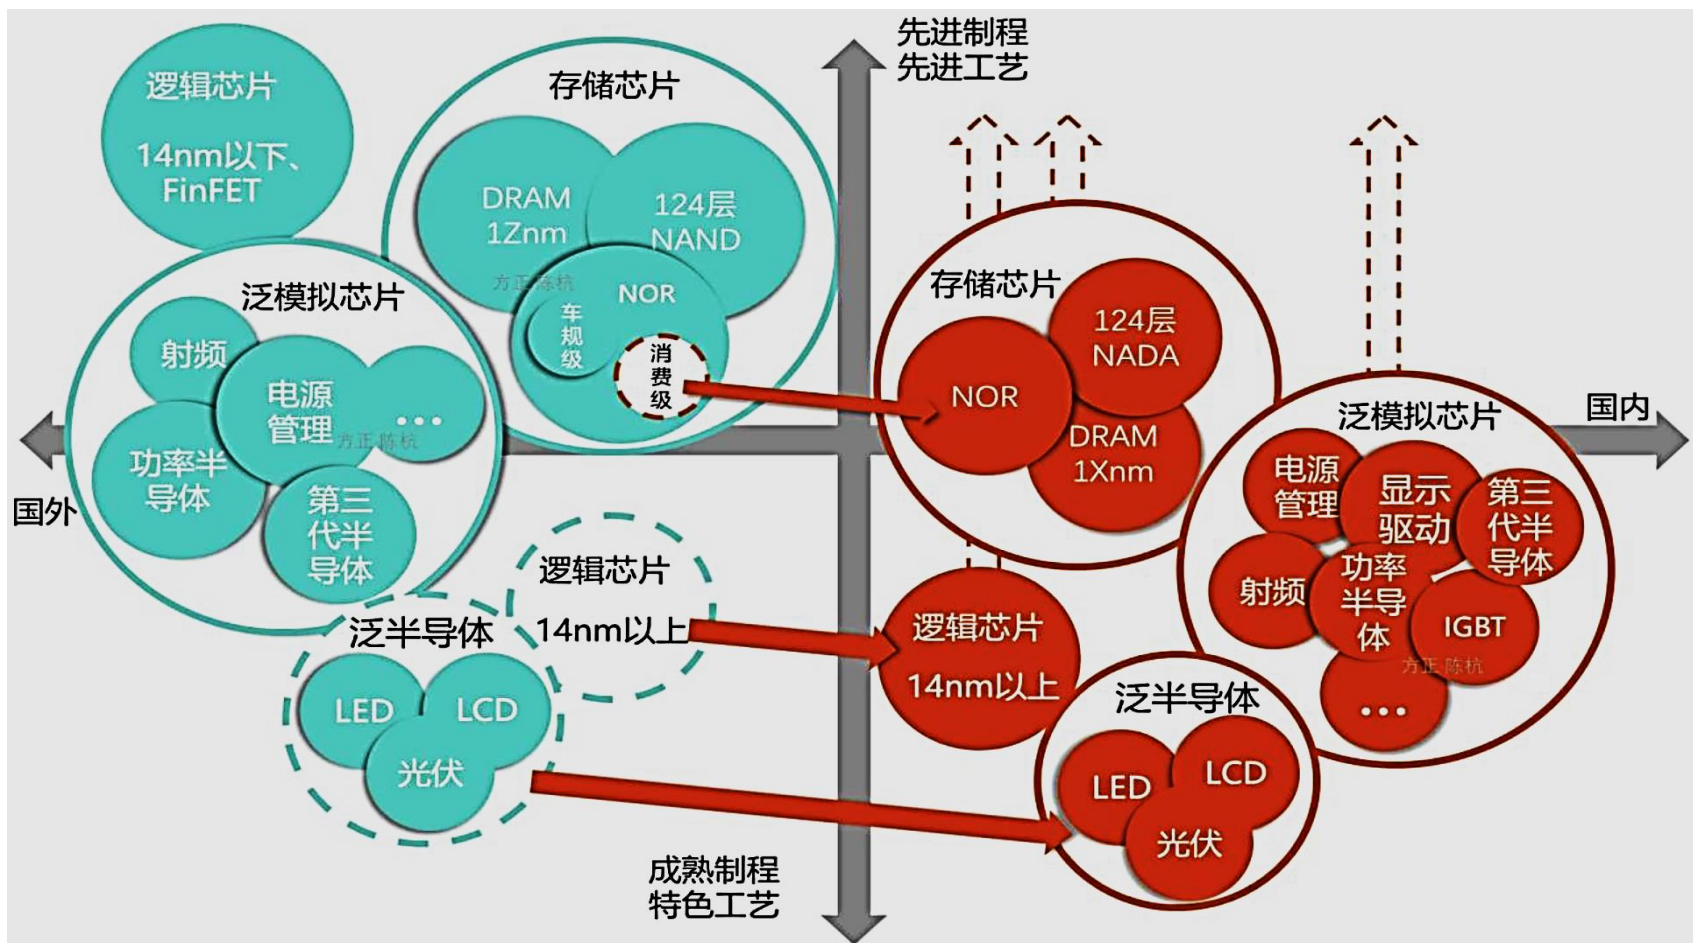 先进制程
先进工艺
逻辑芯片
14nm以下、
FinFET
存储芯片
DRAM
1Znm
124层
NAND
方正 陈杭
NOR
车
规
级
消
费
级
泛模拟芯片
射频
电源
管理
...
方正 陈杭
功率半
导体
第三
代半
导体
国外
逻辑芯片
14nm以上
泛半导体
LED
LCD
光伏
存储芯片
124层
NADA
NOR
DRAM
1Xnm
国内
泛模拟芯片
电源
管理
显示
驱动
第三
代半
导体
射频
功率
半导
体
IGBT
方正 陈杭
...
逻辑芯片
14nm以上
泛半导体
LED
LCD
光伏
成熟制程
特色工艺